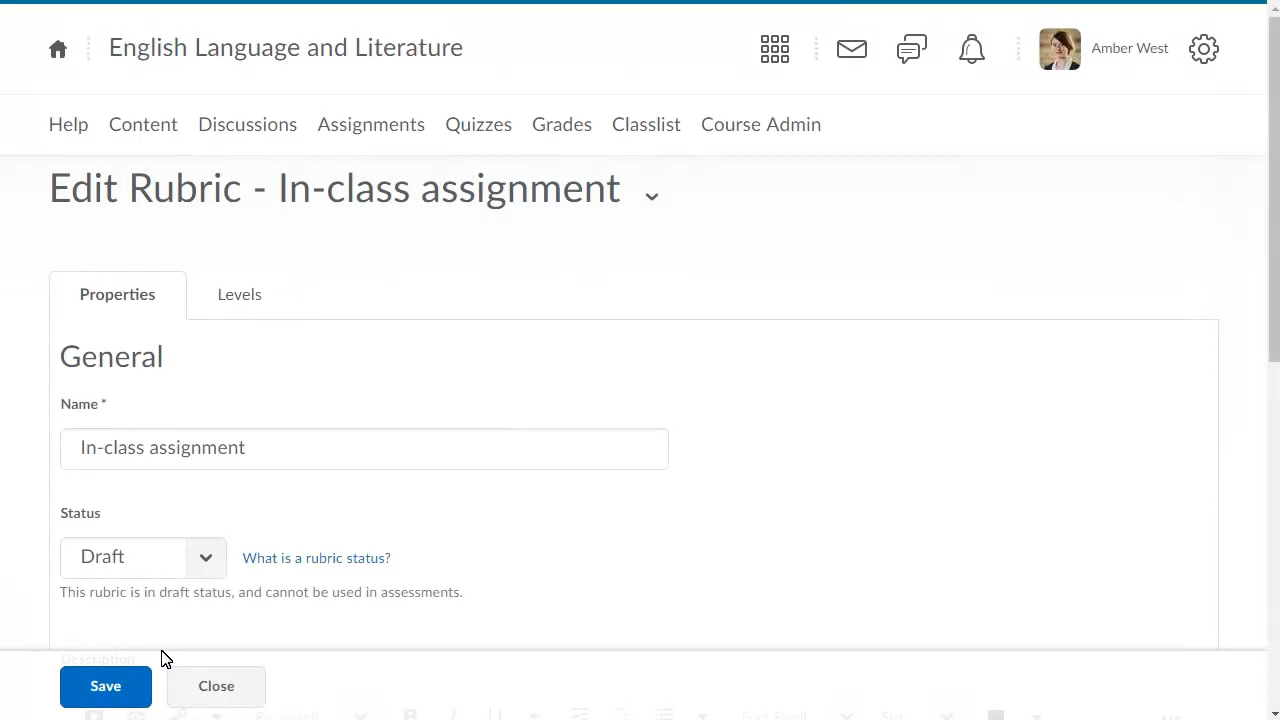 English Language and Literature
Amber West
Help Content Discussions Assignments Quizzes Grades Classlist Course Admin
Edit Rubric - In-class assignment
Properties Levels
General
Name *
In-class assignment
Status
Draft What is a rubric status?
This rubric is in draft status, and cannot be used in assessments.
Description
Save Close
Paragraph